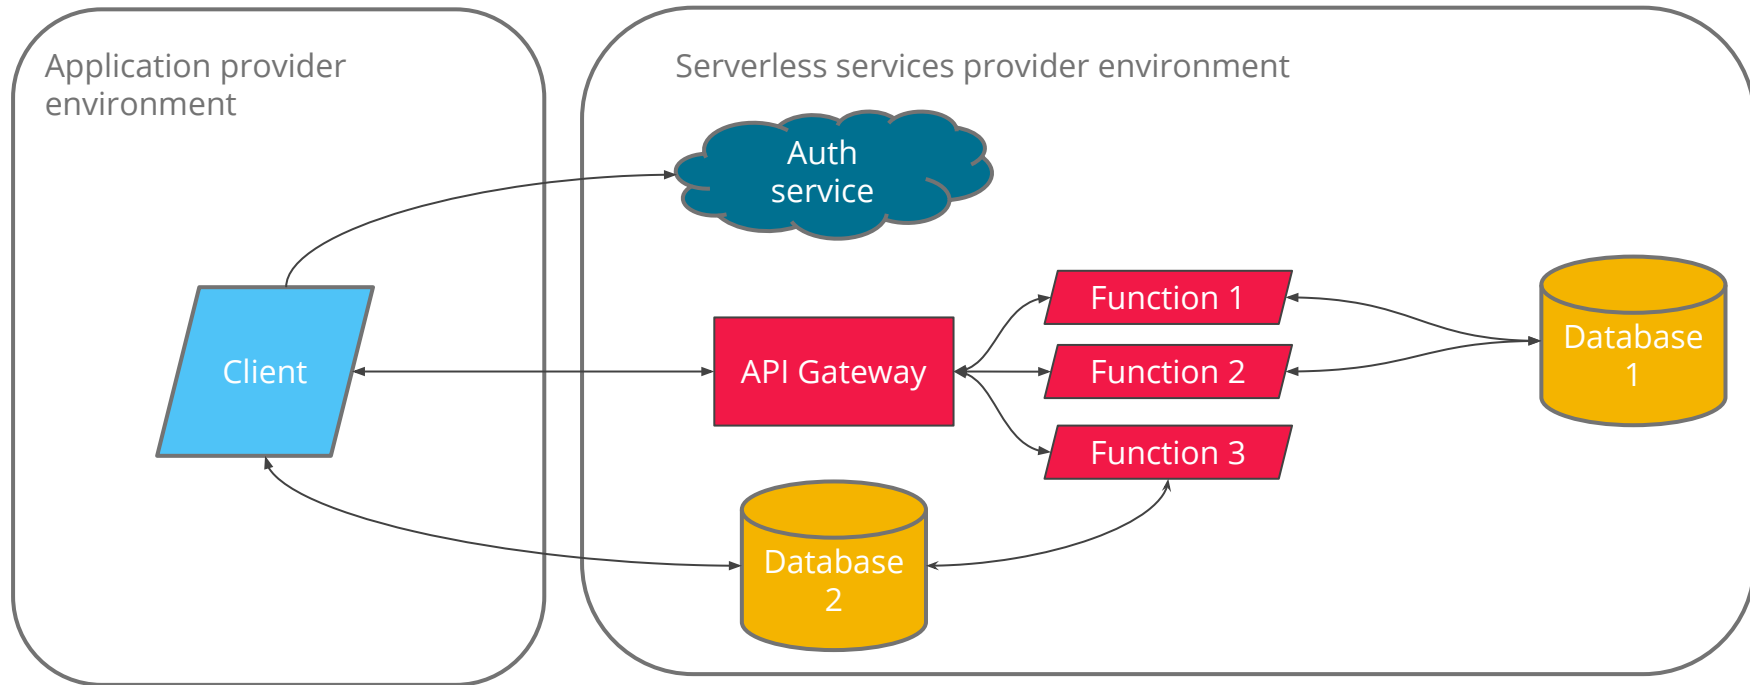 Application provider
environment
Serverless services provider environment
Auth
service
Client
API Gateway
Function 1
Function 2
Function 3
Database
1
Database
2